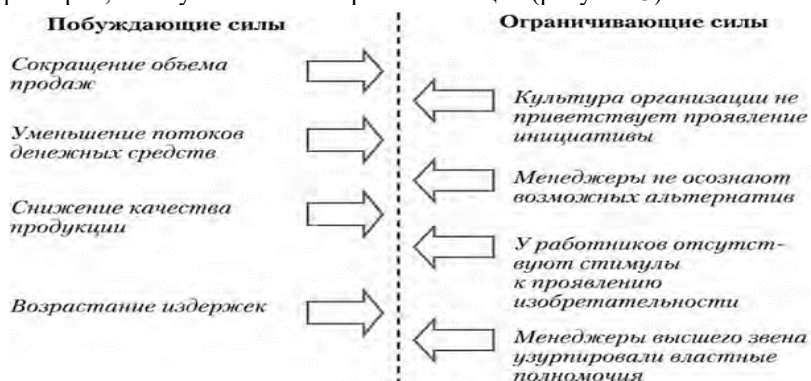 Побуждающие силы
Сокращение объема
продаж
Уменьшение потоков
денежных средств
Снижение качества
продукции
Возрастание издержек
Ограничивающие силы
Культура организации не
приветствует проявление
инициативы
Менеджеры не осознают
возможных альтернатив
У работников отсутст-
вуют стимулы
к проявлению
изобретательности
Менеджеры высшего звена
узурпировали властные
полномочия